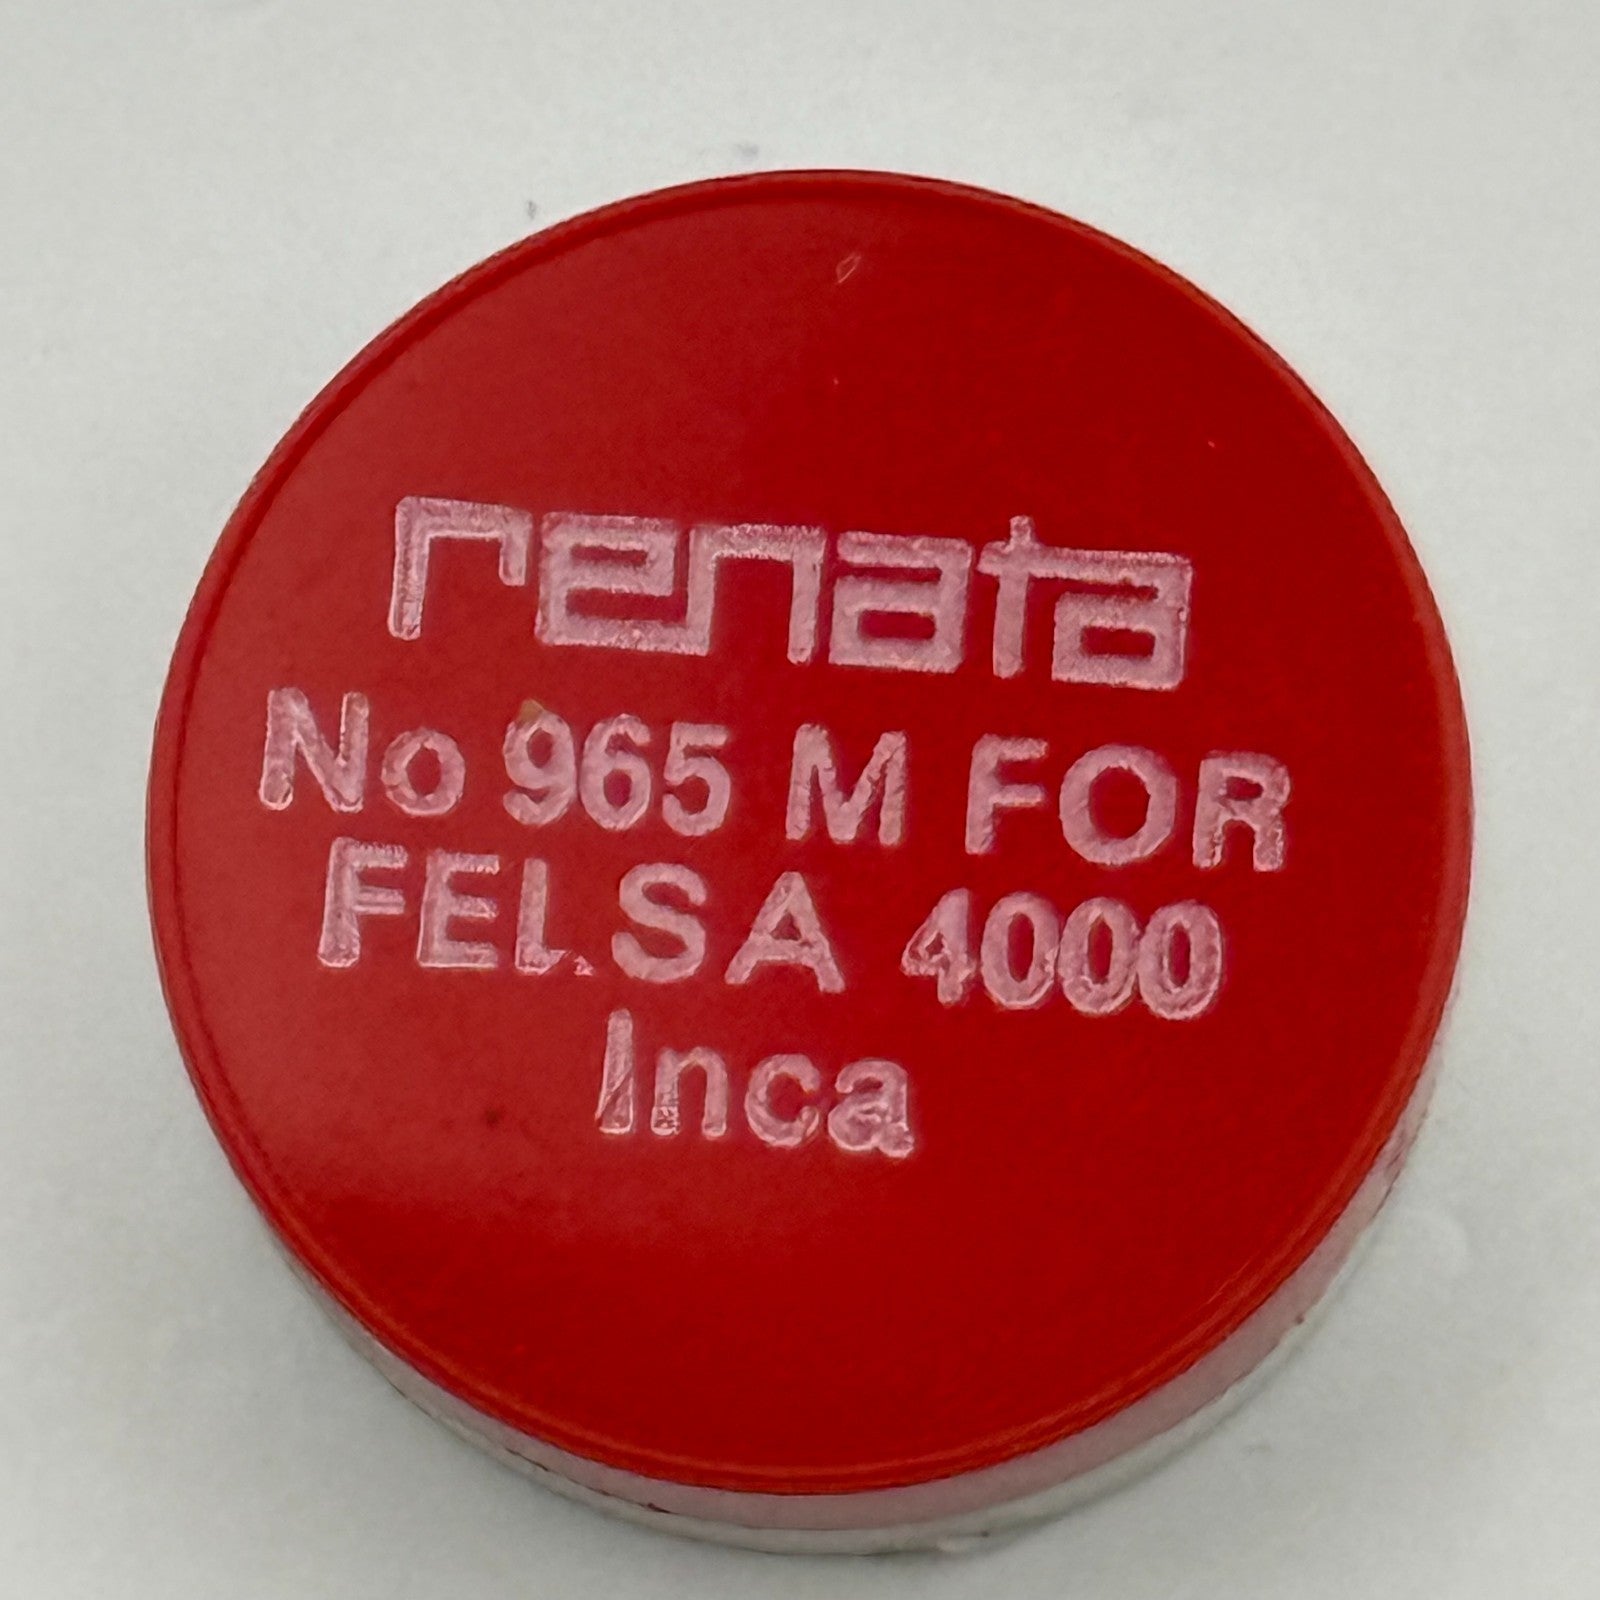 renata
No 965 M FOR
FELSA 4000
Inca